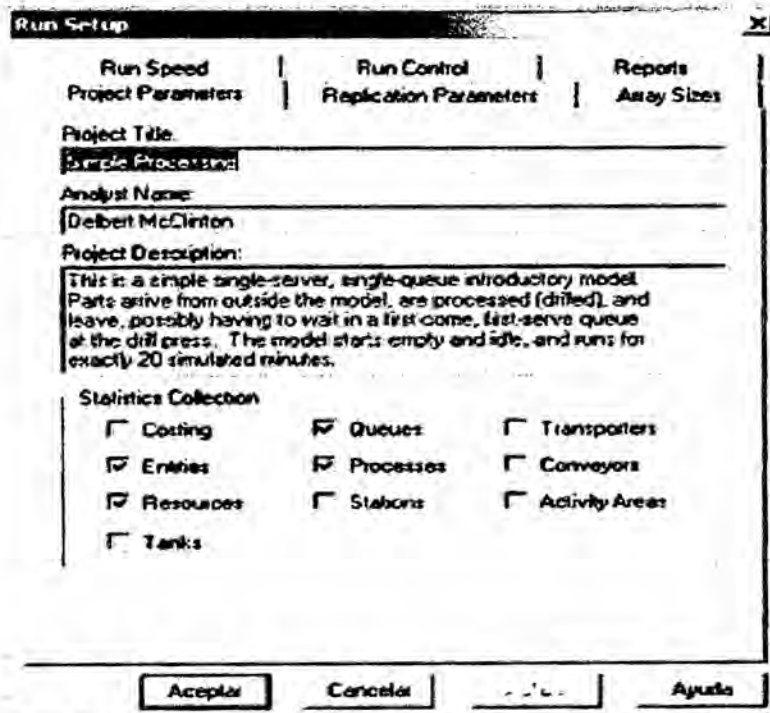 Run Setup
Run Speed | Run Control | Reports
Project Parameters | Replication Parameters | Array Sizes
Project Title:
Simple Processing
Analyst Name:
Delbert McClinton
Project Description:
This is a simple single-server, single-queue introductory model.
Parts arrive from outside the model, are processed (drilled), and
leave, possibly having to wait in a first-come, first-serve queue
at the drill press. The model starts empty and idle, and runs for
exactly 20 simulated minutes.
Statistics Collection
Costing
Queues
Transporters
Entities
Processes
Conveyors
Resources
Stations
Activity Areas
Tanks
Aceptar
Cancelar
Ayuda